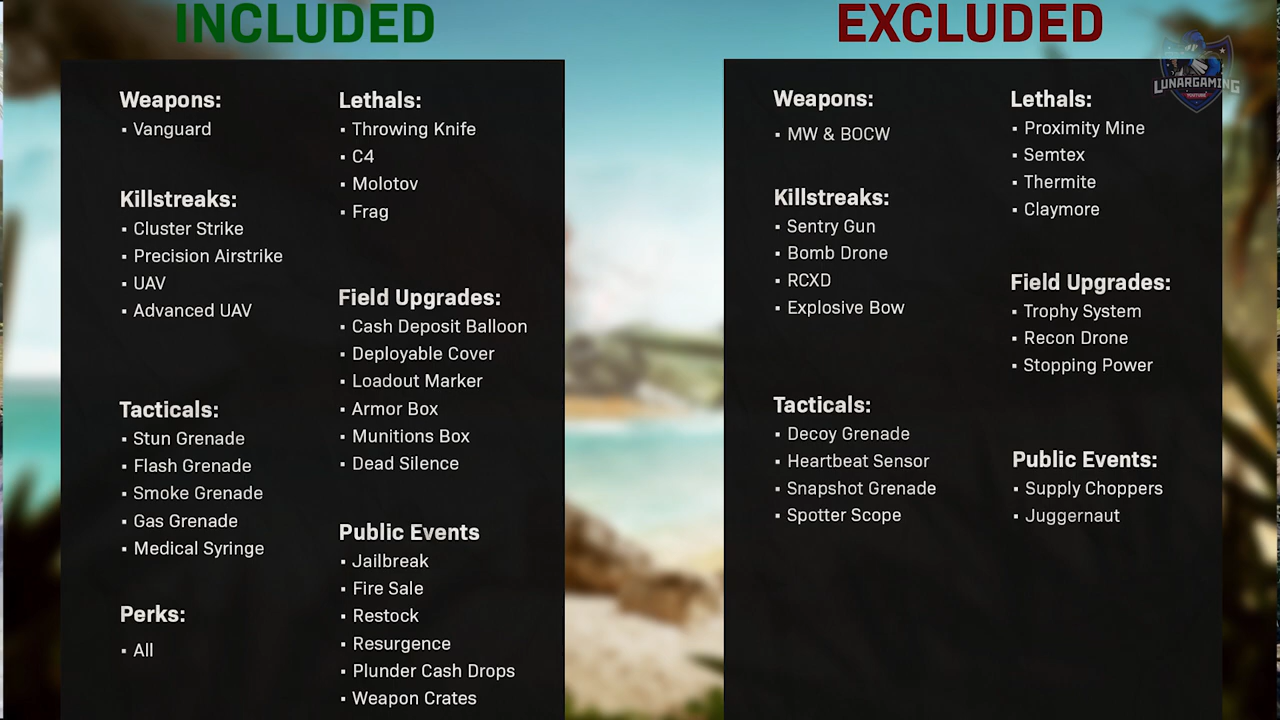 INCLUDED
Weapons:
▪ Vanguard
Killstreaks:
▪ Cluster Strike
▪ Precision Airstrike
▪ UAV
▪ Advanced UAV
Tacticals:
▪ Stun Grenade
▪ Flash Grenade
▪ Smoke Grenade
▪ Gas Grenade
▪ Medical Syringe
Perks:
▪ All
Lethals:
▪ Throwing Knife
▪ C4
▪ Molotov
▪ Frag
Field Upgrades:
▪ Cash Deposit Balloon
▪ Deployable Cover
▪ Loadout Marker
▪ Armor Box
▪ Munitions Box
▪ Dead Silence
Public Events
▪ Jailbreak
▪ Fire Sale
▪ Restock
▪ Resurgence
▪ Plunder Cash Drops
▪ Weapon Crates
EXCLUDED
Weapons:
▪ MW & BOCW
Killstreaks:
▪ Sentry Gun
▪ Bomb Drone
▪ RCXD
▪ Explosive Bow
Tacticals:
▪ Decoy Grenade
▪ Heartbeat Sensor
▪ Snapshot Grenade
▪ Spotter Scope
Lethals:
▪ Proximity Mine
▪ Semtex
▪ Thermite
▪ Claymore
Field Upgrades:
▪ Trophy System
▪ Recon Drone
▪ Stopping Power
Public Events:
▪ Supply Choppers
▪ Juggernaut
LUNARGAMING
YOUTUBE